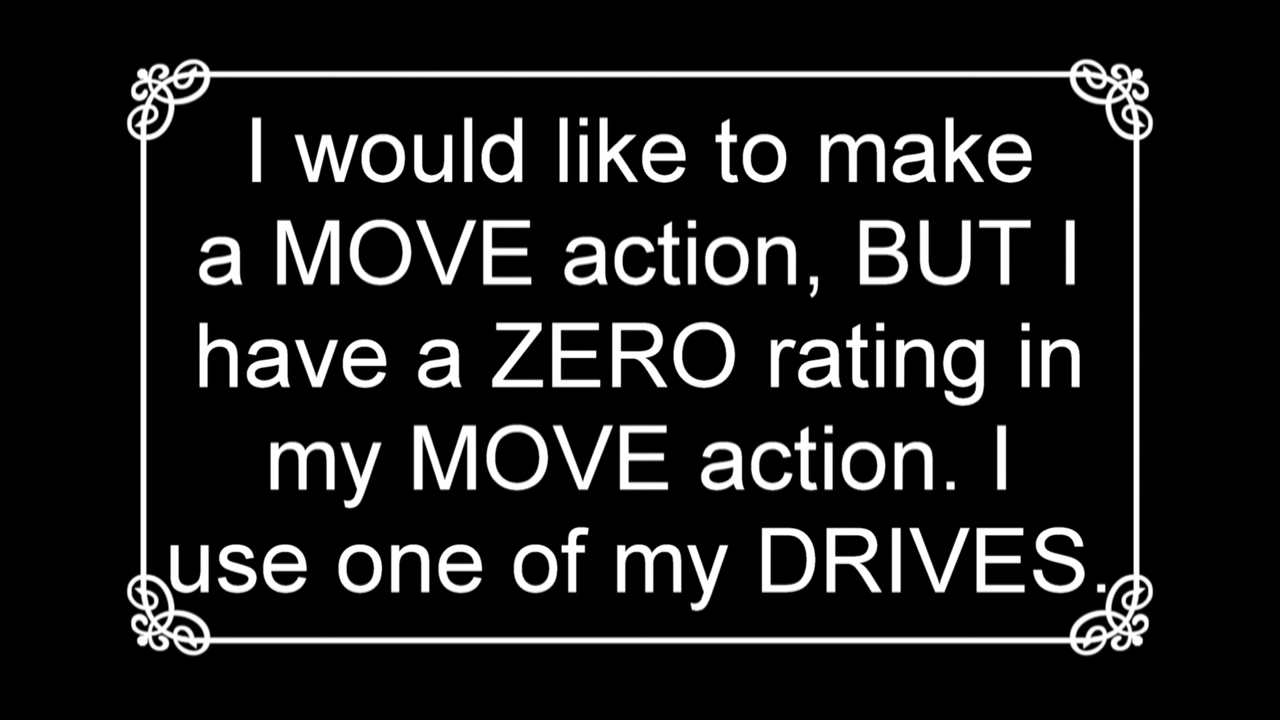 I would like to make
a MOVE action, BUT I
have a ZERO rating in
my MOVE action. I
use one of my DRIVES.